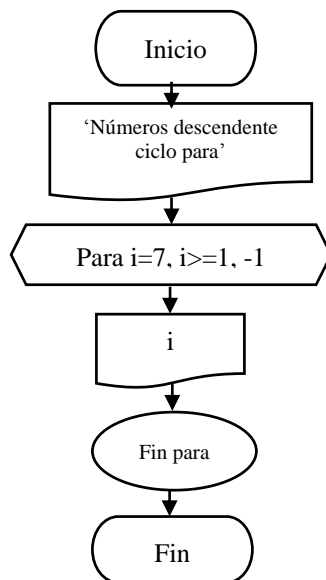 Inicio
‘Números descendente
ciclo para’
Para i=7, i>=1, -1
i
Fin para
Fin